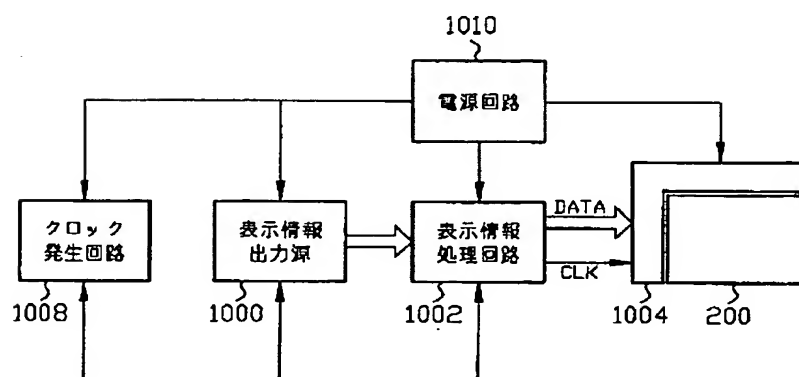 1010
電源回路
クロック
発生回路
表示情報
出力源
表示情報
処理回路
DATA
CLK
1008
1000
1002
1004
200